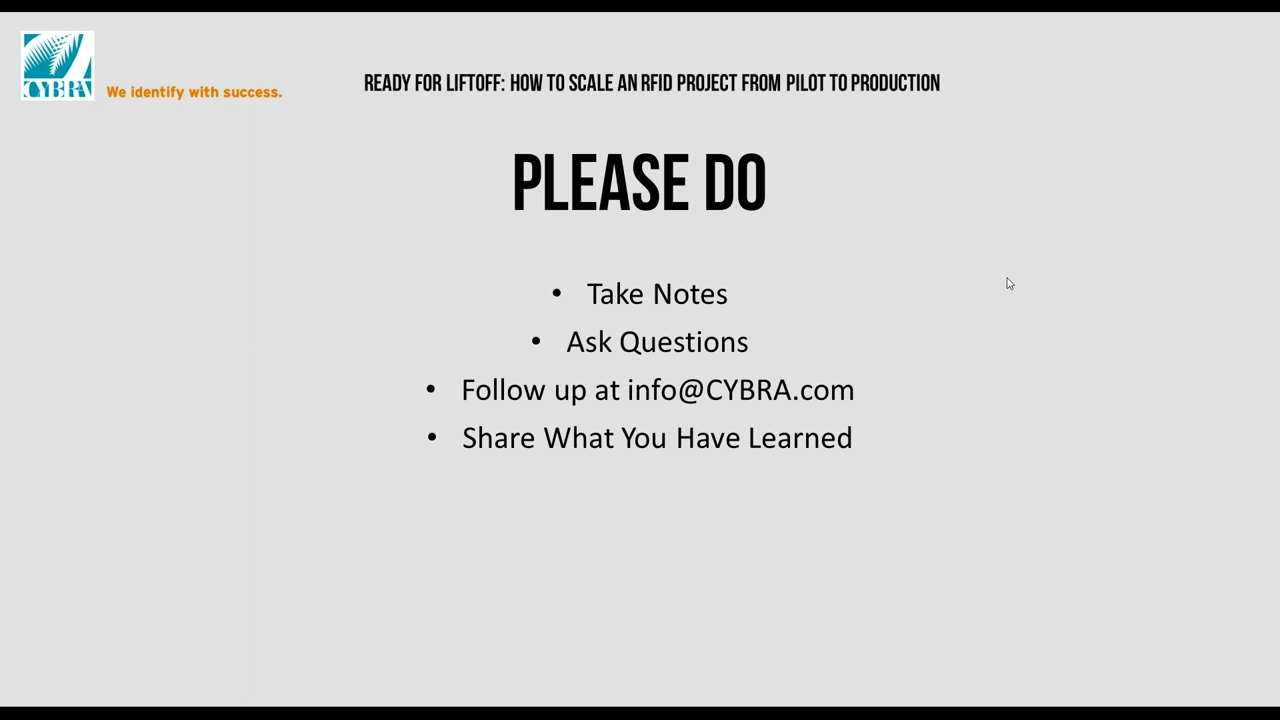 CYBRA
We identify with success.
READY FOR LIFTOFF: HOW TO SCALE AN RFID PROJECT FROM PILOT TO PRODUCTION
PLEASE DO
• Take Notes
• Ask Questions
• Follow up at info@CYBRA.com
• Share What You Have Learned